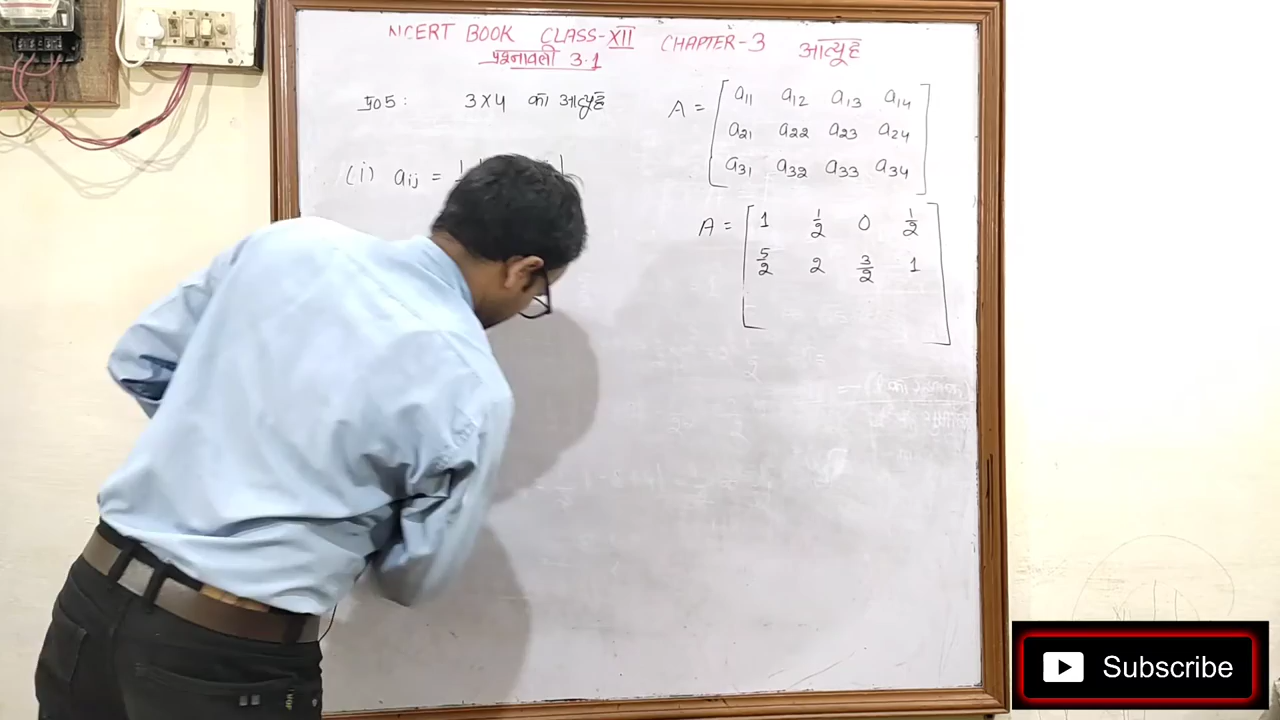 NCERT BOOK CLASS-XII CHAPTER-3 आव्यूह
प्रश्नावली 3.1
प्र05: 3×4 का आव्यूह
(i) aij =
A = [ a11 a12 a13 a14
a21 a22 a23 a24
a31 a32 a33 a34 ]
A = [ 1 1/2 0 1/2
5/2 2 3/2 1 ]
Subscribe